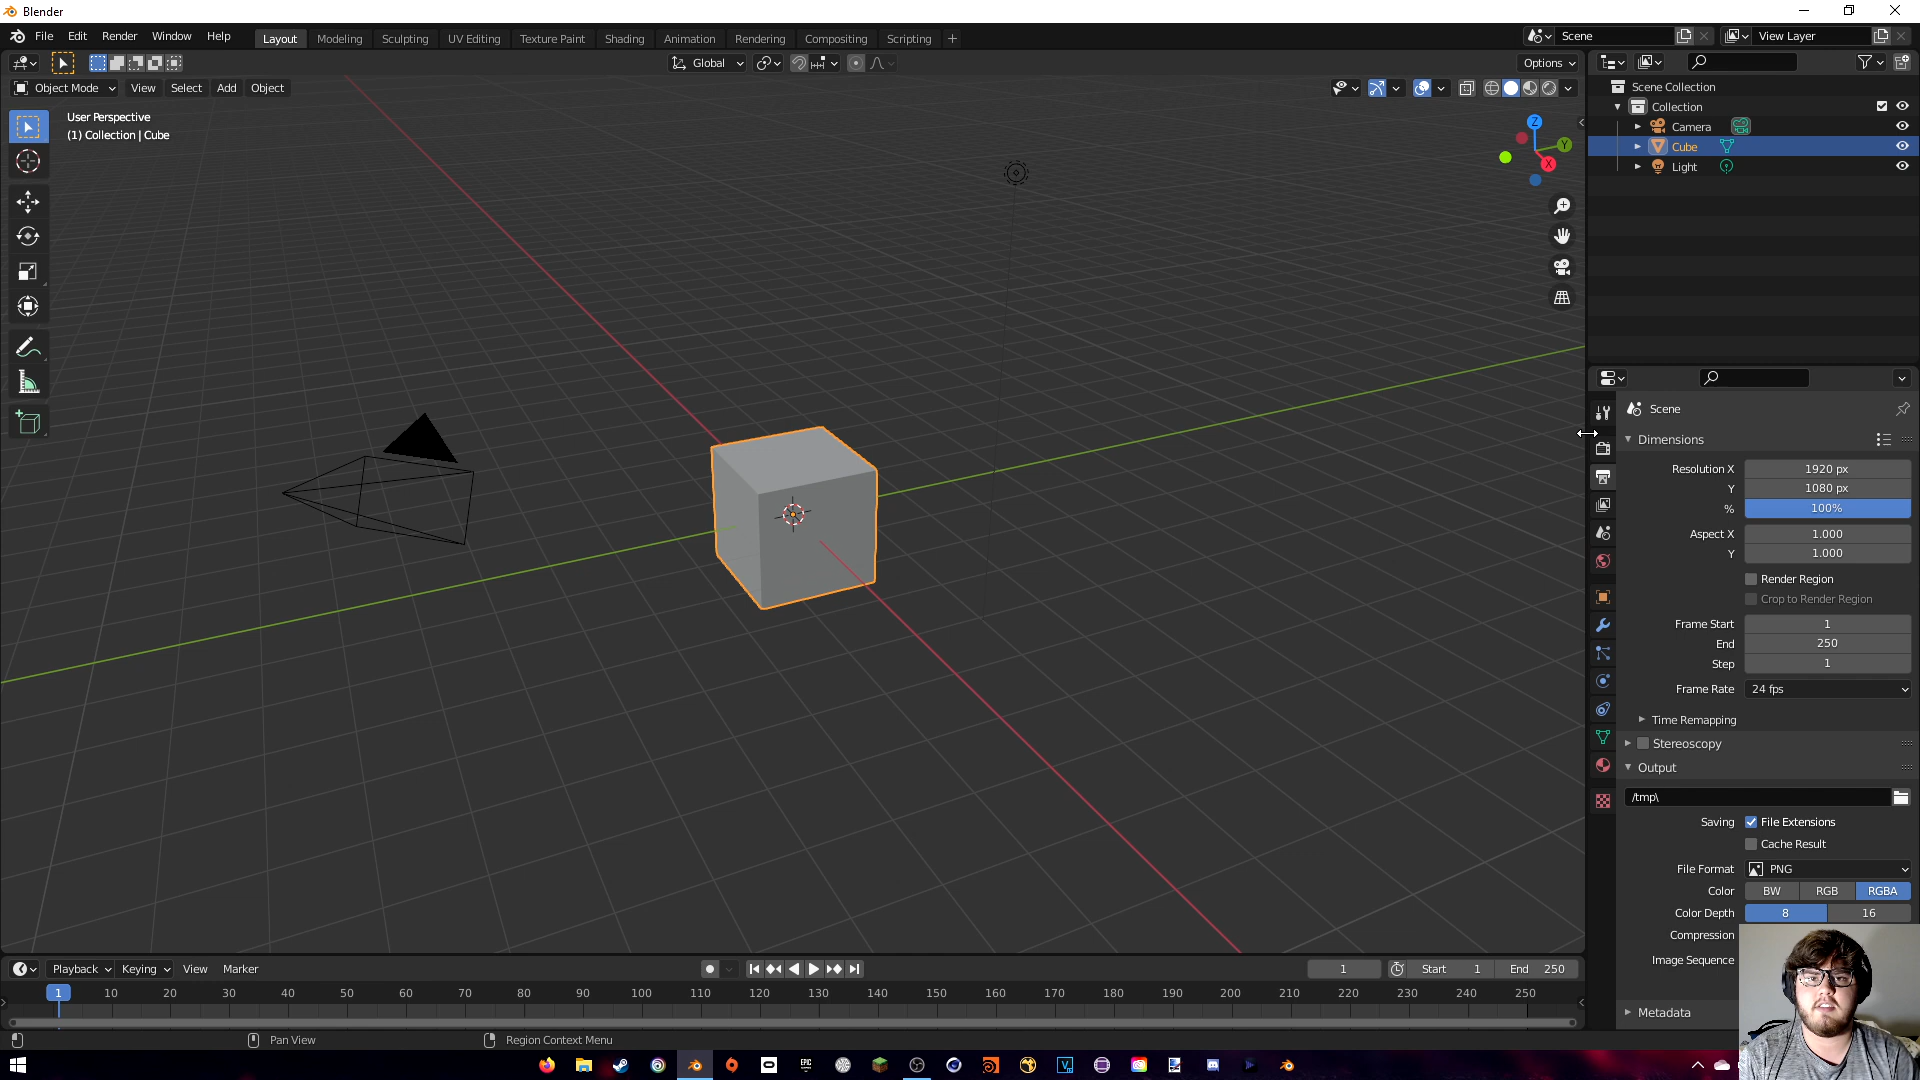 Blender
File Edit Render Window Help
Layout Modeling Sculpting UV Editing Texture Paint Shading Animation Rendering Compositing Scripting +
Scene
View Layer
Global
Options
Object Mode View Select Add Object
User Perspective
(1) Collection | Cube
Z
Y
X
Scene Collection
Collection
Camera
Cube
Light
Scene
Dimensions
Resolution X 1920 px
Y 1080 px
% 100%
Aspect X 1.000
Y 1.000
Render Region
Crop to Render Region
Frame Start 1
End 250
Step 1
Frame Rate 24 fps
Time Remapping
Stereoscopy
Output
/tmp\
Saving File Extensions
Cache Result
File Format PNG
Color BW RGB RGBA
Color Depth 8 16
Compression
Image Sequence
Metadata
Playback Keying View Marker
1 Start 1 End 250
1 10 20 30 40 50 60 70 80 90 100 110 120 130 140 150 160 170 180 190 200 210 220 230 240 250
Pan View
Region Context Menu
EPIC